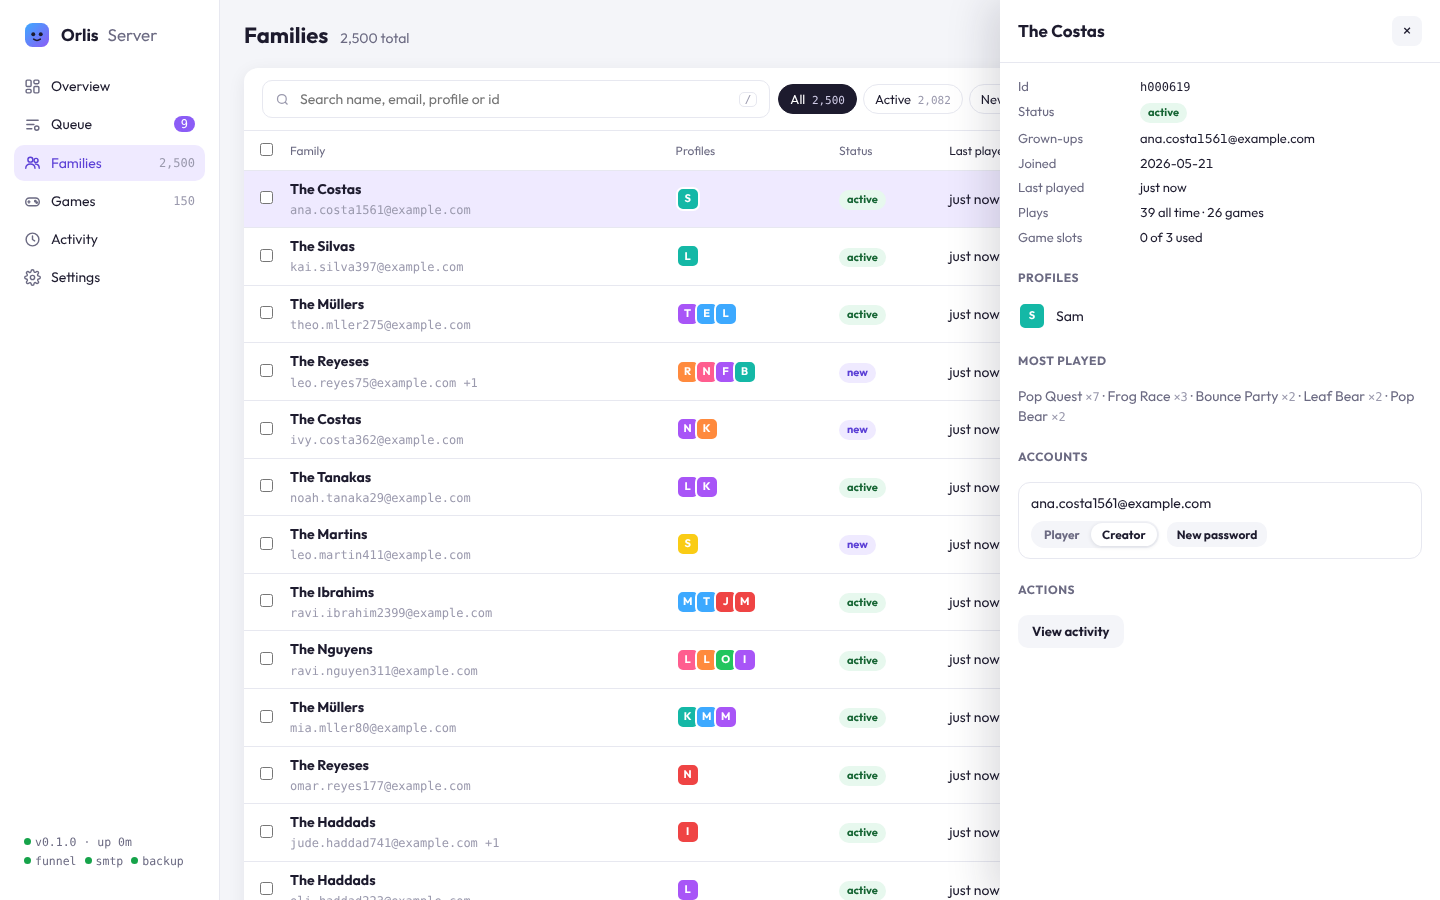 Orlis Server
Overview
Queue 9
Families 2,500
Games 150
Activity
Settings
v0.1.0 · up 0m
funnel smtp backup
Families 2,500 total
Search name, email, profile or id /
All 2,500 Active 2,082
Family Profiles Status
The Costas
ana.costa1561@example.com
S active just now
The Silvas
kai.silva397@example.com
L active just now
The Müllers
theo.mller275@example.com
T E L active just now
The Reyeses
leo.reyes75@example.com +1
R N F B new just now
The Costas
ivy.costa362@example.com
N K new just now
The Tanakas
noah.tanaka29@example.com
L K active just now
The Martins
leo.martin411@example.com
S new just now
The Ibrahims
ravi.ibrahim2399@example.com
M T J M active just now
The Nguyens
ravi.nguyen311@example.com
L L O I active just now
The Müllers
mia.mller80@example.com
K M M active just now
The Reyeses
omar.reyes177@example.com
N active just now
The Haddads
jude.haddad741@example.com +1
I active just now
The Haddads
L active just now
The Costas ×
Id h000619
Status active
Grown-ups ana.costa1561@example.com
Joined 2026-05-21
Last played just now
Plays 39 all time · 26 games
Game slots 0 of 3 used
PROFILES
S Sam
MOST PLAYED
Pop Quest ×7 · Frog Race ×3 · Bounce Party ×2 · Leaf Bear ×2 · Pop
Bear ×2
ACCOUNTS
ana.costa1561@example.com
Player Creator New password
ACTIONS
View activity